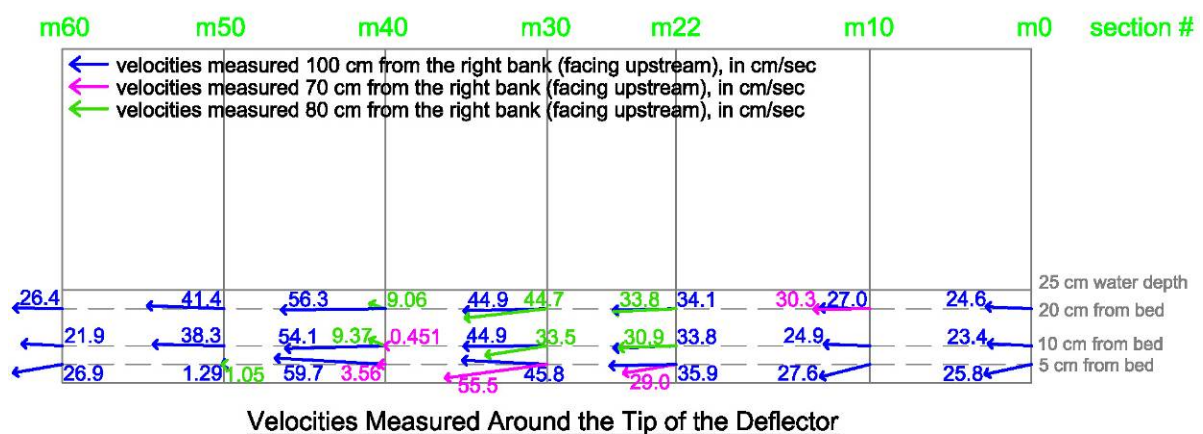 m60 m50 m40 m30 m22 m10 m0 section #
velocities measured 100 cm from the right bank (facing upstream), in cm/sec
velocities measured 70 cm from the right bank (facing upstream), in cm/sec
velocities measured 80 cm from the right bank (facing upstream), in cm/sec
25 cm water depth
26.4 41.4 56.3 9.06 44.9 44.7 33.8 34.1 30.3 27.0 24.6 20 cm from bed
21.9 38.3 54.1 9.37 0.451 44.9 33.5 30.9 33.8 24.9 23.4 10 cm from bed
5 cm from bed
26.9 1.29 1.05 59.7 3.56 55.5 45.8 29.0 35.9 27.6 25.8
Velocities Measured Around the Tip of the Deflector